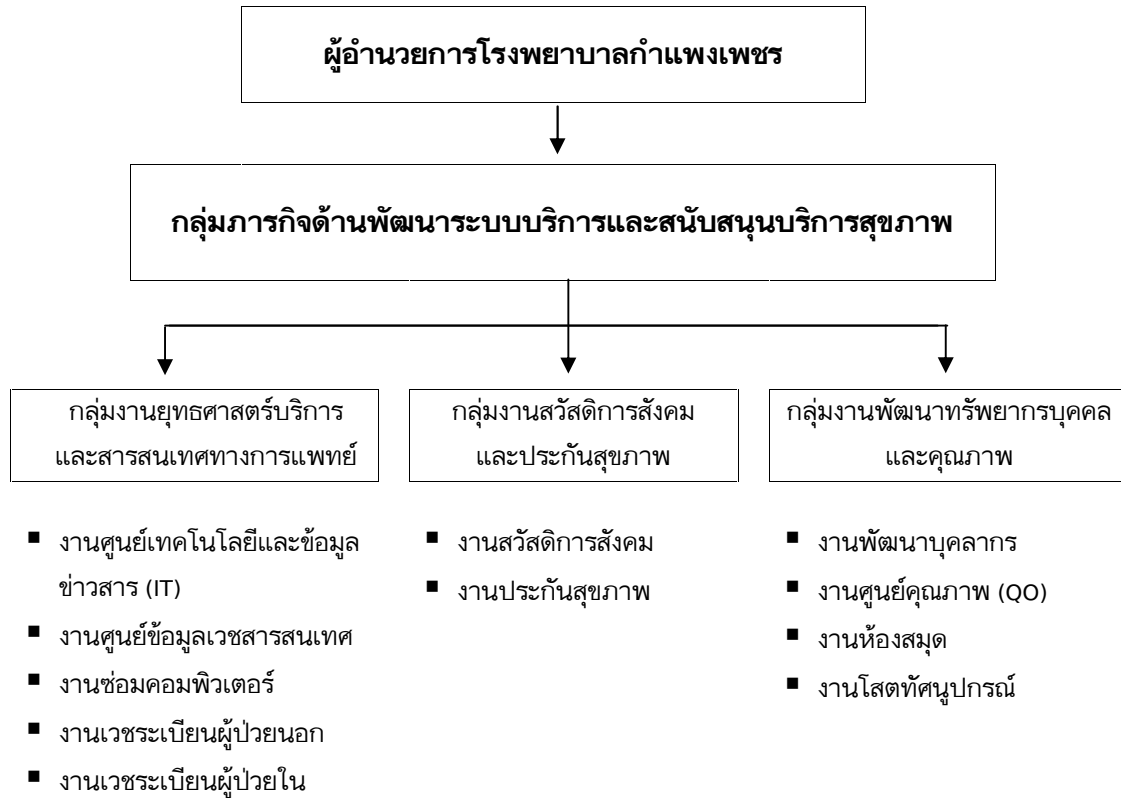 ผู้อำนวยการโรงพยาบาลกำแพงเพชร
กลุ่มภารกิจด้านพัฒนาระบบบริการและสนับสนุนบริการสุขภาพ
กลุ่มงานยุทธศาสตร์บริการ
และสารสนเทศทางการแพทย์
กลุ่มงานสวัสดิการสังคม
และประกันสุขภาพ
กลุ่มงานพัฒนาทรัพยากรบุคคล
และคุณภาพ
▪ งานศูนย์เทคโนโลยีและข้อมูล
ข่าวสาร (IT)
▪ งานศูนย์ข้อมูลเวชสารสนเทศ
▪ งานซ่อมคอมพิวเตอร์
▪ งานเวชระเบียนผู้ป่วยนอก
▪ งานเวชระเบียนผู้ป่วยใน
▪ งานสวัสดิการสังคม
▪ งานประกันสุขภาพ
▪ งานพัฒนาบุคลากร
▪ งานศูนย์คุณภาพ (QO)
▪ งานห้องสมุด
▪ งานโสตทัศนูปกรณ์